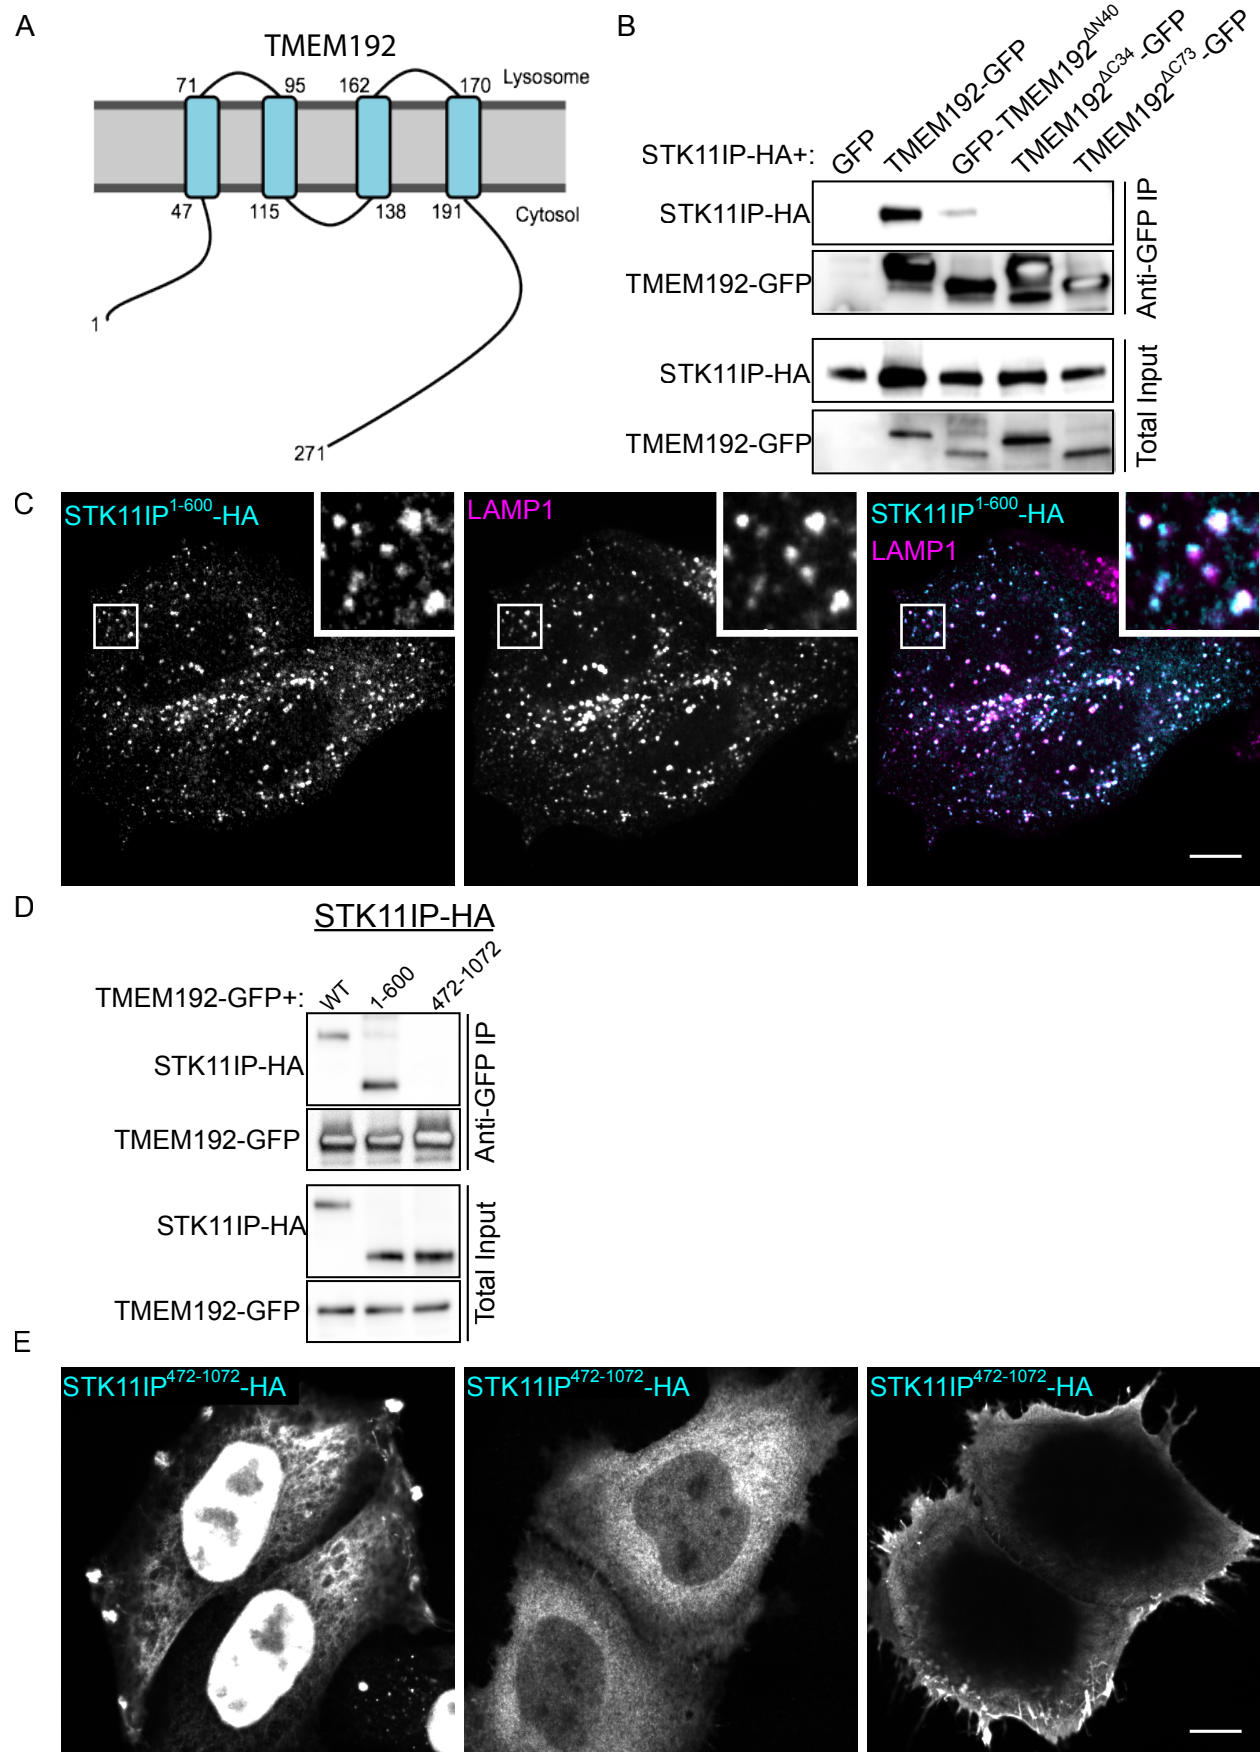 A
TMEM192
71 95 162 170
Lysosome
47 115 138 191
Cytosol
1
271
B
STK11IP-HA+:
GFP
TMEM192-GFP
GFP-TMEM192ΔN40
TMEM192ΔC34-GFP
TMEM192ΔC73-GFP
STK11IP-HA
TMEM192-GFP
Anti-GFP IP
STK11IP-HA
TMEM192-GFP
Total Input
C
STK11IP1-600-HA
LAMP1
STK11IP1-600-HA
LAMP1
D
STK11IP-HA
TMEM192-GFP+:
WT
1-600
472-1072
STK11IP-HA
TMEM192-GFP
Anti-GFP IP
STK11IP-HA
TMEM192-GFP
Total Input
E
STK11IP472-1072-HA
STK11IP472-1072-HA
STK11IP472-1072-HA